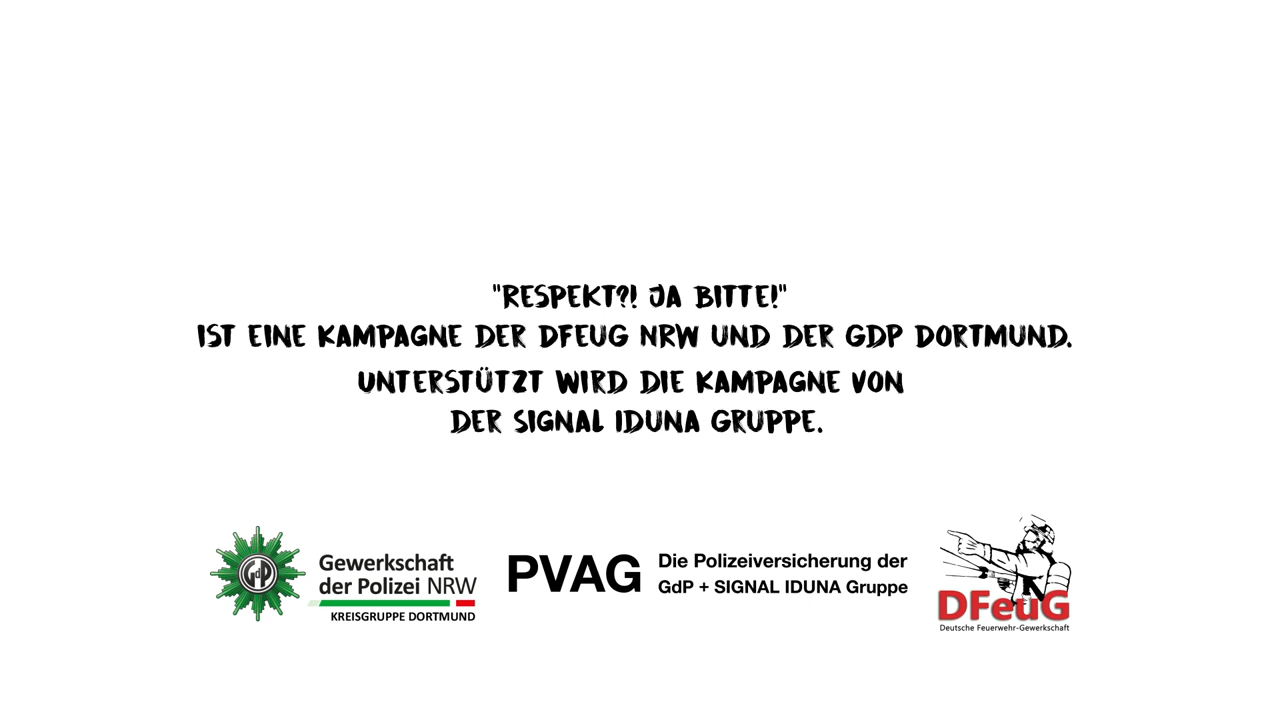 "RESPEKT?! JA BITTE!"
IST EINE KAMPAGNE DER DFEUG NRW UND DER GDP DORTMUND.
UNTERSTÜTZT WIRD DIE KAMPAGNE VON
DER SIGNAL IDUNA GRUPPE.
GdP
Gewerkschaft
der Polizei NRW
KREISGRUPPE DORTMUND
PVAG
Die Polizeiversicherung der
GdP + SIGNAL IDUNA Gruppe
DFeuG
Deutsche Feuerwehr-Gewerkschaft